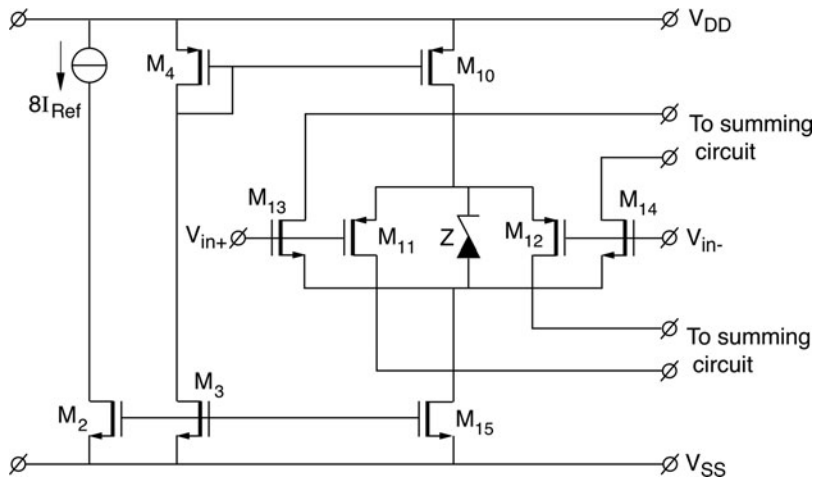 V_DD
M_4
M_10
8I_Ref
To summing
circuit
M_13
M_14
V_in+
M_11
Z
M_12
V_in-
To summing
circuit
M_3
M_2
M_15
V_SS